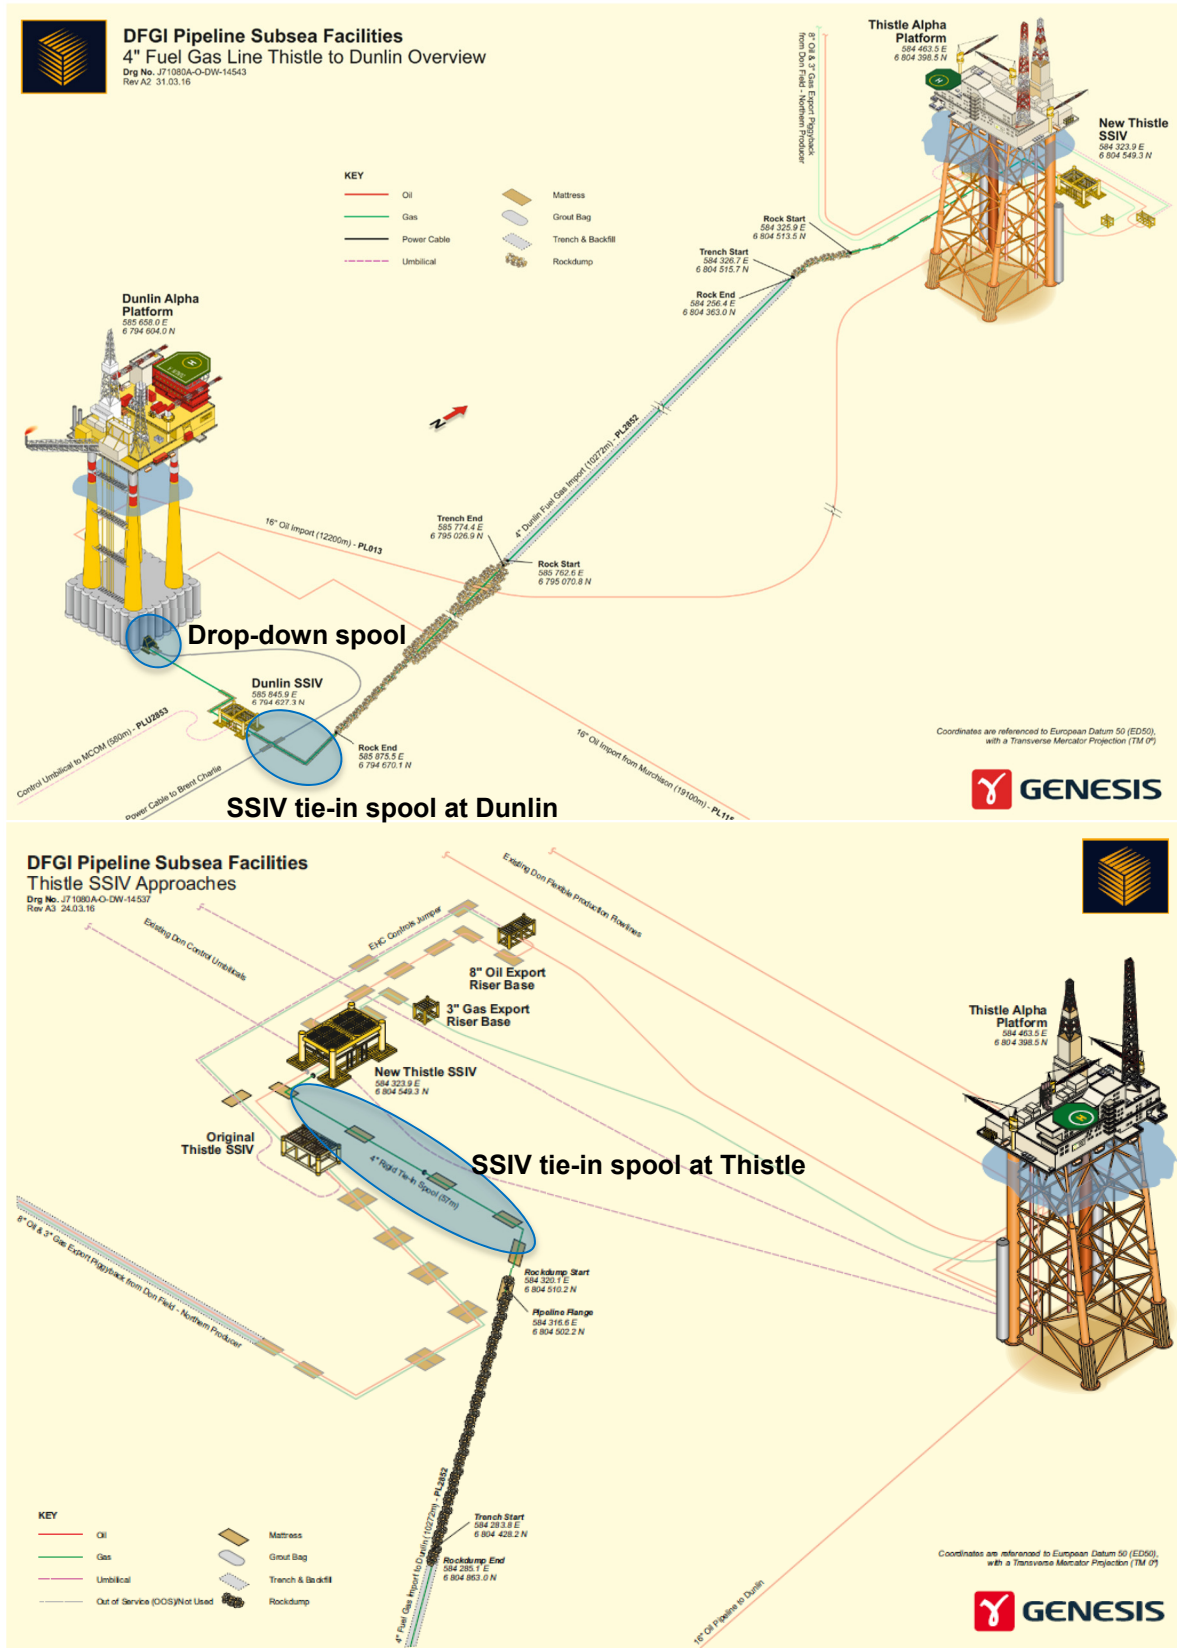 DFGI Pipeline Subsea Facilities
4" Fuel Gas Line Thistle to Dunlin Overview
Drg No. J71080A-O-DW-14543
Rev A2 31.03.16
8" Oil & 3" Gas Export Piggyback
from Don Field - Northern Producer
Thistle Alpha
Platform
584 463.5 E
6 804 398.5 N
New Thistle
SSIV
584 323.9 E
6 804 549.3 N
KEY
Oil
Gas
Power Cable
Umbilical
Mattress
Grout Bag
Trench & Backfill
Rockdump
Rock Start
584 325.9 E
6 804 513.5 N
Trench Start
584 326.7 E
6 804 515.7 N
Rock End
584 256.4 E
6 804 363.0 N
Dunlin Alpha
Platform
585 658.0 E
6 794 604.0 N
N
4" Dunlin Fuel Gas Import (10272m) - PL2852
16" Oil Import (12200m) - PL013
Trench End
585 774.4 E
6 795 026.9 N
Rock Start
585 762.6 E
6 795 070.8 N
Drop-down spool
Dunlin SSIV
585 845.9 E
6 794 627.3 N
Control Umbilical to MCOM (580m) - PLU2853
Power Cable to Brent Charlie
Rock End
585 875.5 E
6 794 670.1 N
16" Oil Import from Murchison (19100m) - PL115
Coordinates are referenced to European Datum 50 (ED50),
with a Transverse Mercator Projection (TM 0°)
GENESIS
SSIV tie-in spool at Dunlin
DFGI Pipeline Subsea Facilities
Thistle SSIV Approaches
Drg No. J71080A-O-DW-14537
Rev A3 24.03.16
Existing Don Flexible Production Flowlines
EHC Controls Jumper
Existing Don Control Umbilicals
8" Oil Export
Riser Base
3" Gas Export
Riser Base
New Thistle SSIV
584 323.9 E
6 804 549.3 N
Original
Thistle SSIV
Thistle Alpha
Platform
584 463.5 E
6 804 398.5 N
SSIV tie-in spool at Thistle
4" Rigid Tie-In Spool (57m)
8" Oil & 3" Gas Export Piggyback from Don Field - Northern Producer
Rockdump Start
584 320.1 E
6 804 510.2 N
Pipeline Flange
584 316.6 E
6 804 502.2 N
4" Fuel Gas Import to Dunlin (10272m) - PL2852
Trench Start
584 283.8 E
6 804 428.2 N
Rockdump End
584 285.1 E
6 804 863.0 N
16" Oil Pipeline to Dunlin
KEY
Oil
Gas
Umbilical
Out of Service (OOS)/Not Used
Mattress
Grout Bag
Trench & Backfill
Rockdump
Coordinates are referenced to European Datum 50 (ED50),
with a Transverse Mercator Projection (TM 0°)
GENESIS